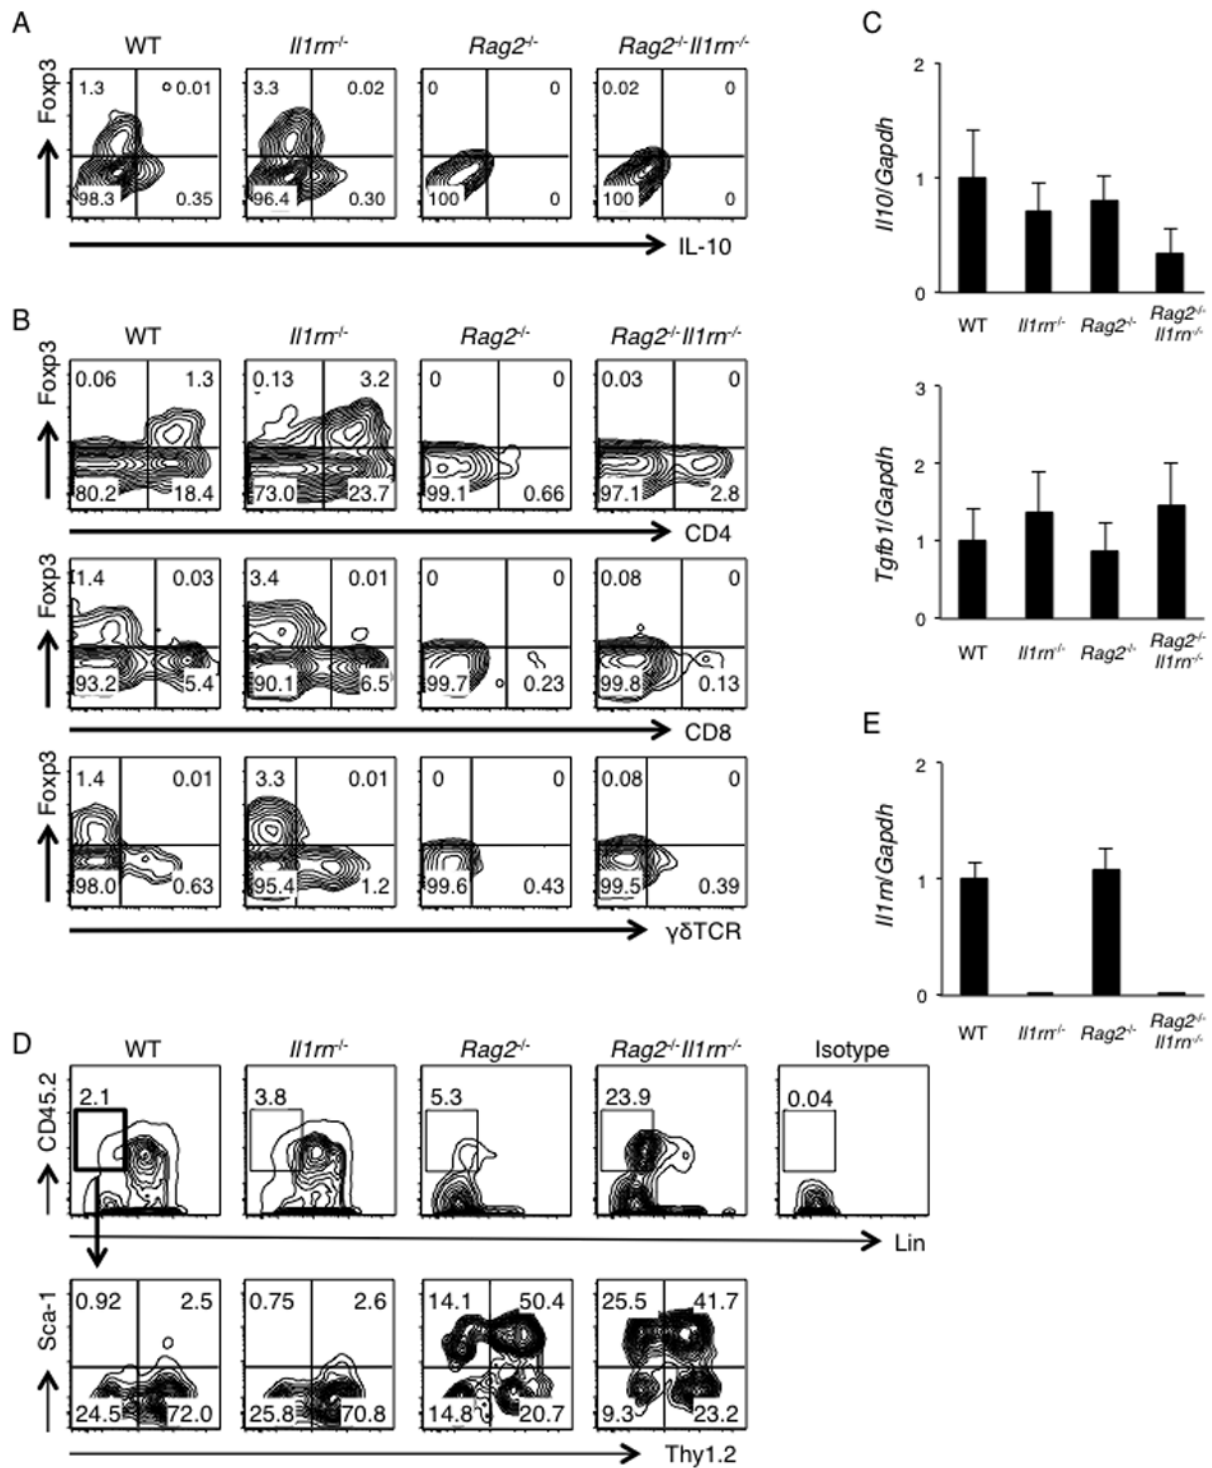 A
WT Il1rn-/- Rag2-/- Rag2-/- Il1rn-/-
Foxp3
1.3 0.01 3.3 0.02 0 0 0.02 0
98.3 0.35 96.4 0.30 100 0 100 0
IL-10
B
WT Il1rn-/- Rag2-/- Rag2-/- Il1rn-/-
Foxp3
0.06 1.3 0.13 3.2 0 0 0.03 0
80.2 18.4 73.0 23.7 99.1 0.66 97.1 2.8
CD4
Foxp3
1.4 0.03 3.4 0.01 0 0 0.08 0
93.2 5.4 90.1 6.5 99.7 0.23 99.8 0.13
CD8
Foxp3
1.4 0.01 3.3 0.01 0 0 0.08 0
98.0 0.63 95.4 1.2 99.6 0.43 99.5 0.39
γδTCR
C
Il10/Gapdh
2
1
0
WT Il1rn-/- Rag2-/- Rag2-/- Il1rn-/-
Tgfb1/Gapdh
3
2
1
0
WT Il1rn-/- Rag2-/- Rag2-/- Il1rn-/-
D
WT Il1rn-/- Rag2-/- Rag2-/- Il1rn-/- Isotype
CD45.2
2.1 3.8 5.3 23.9 0.04
Lin
Sca-1
0.92 2.5 0.75 2.6 14.1 50.4 25.5 41.7
24.5 72.0 25.8 70.8 14.8 20.7 9.3 23.2
Thy1.2
E
Il1rn/Gapdh
2
1
0
WT Il1rn-/- Rag2-/- Rag2-/- Il1rn-/-